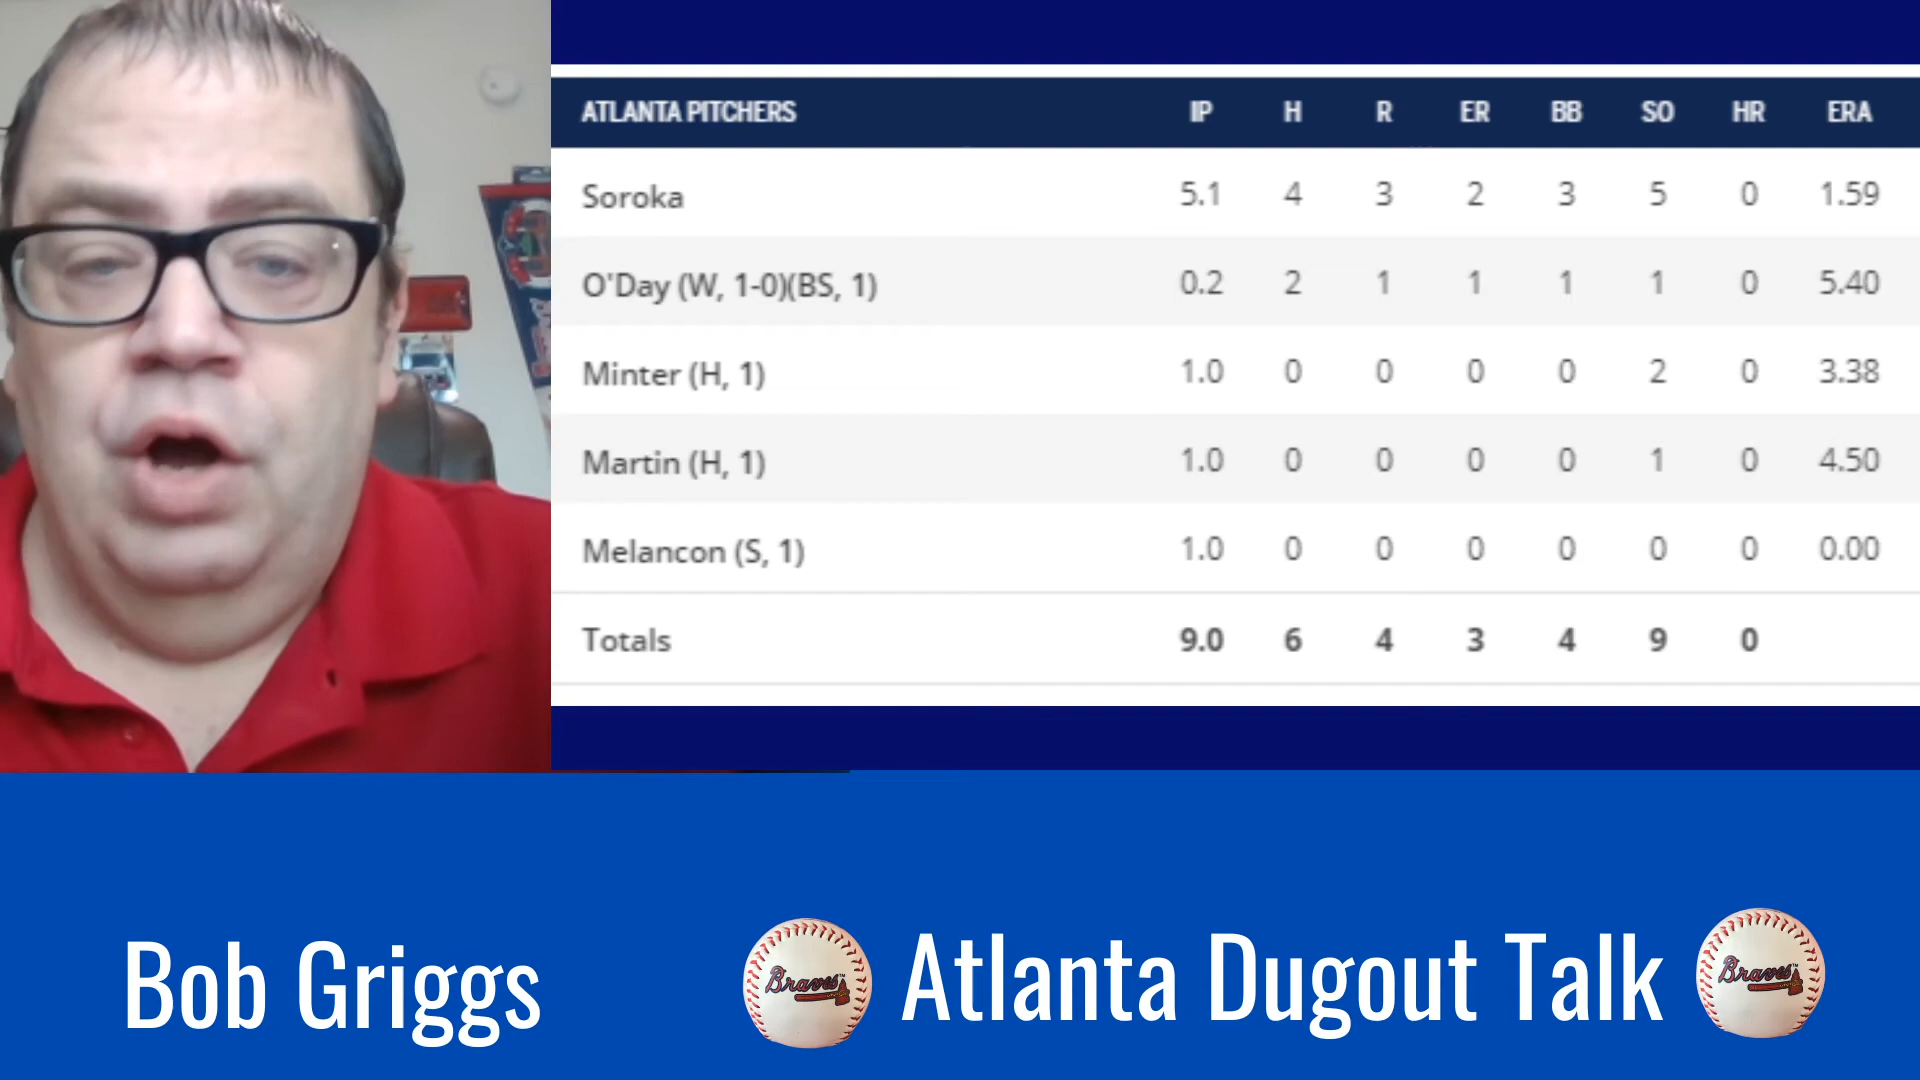 ATLANTA PITCHERS IP H R ER BB SO HR ERA
Soroka 5.1 4 3 2 3 5 0 1.59
O'Day (W, 1-0)(BS, 1) 0.2 2 1 1 1 1 0 5.40
Minter (H, 1) 1.0 0 0 0 0 2 0 3.38
Martin (H, 1) 1.0 0 0 0 0 1 0 4.50
Melancon (S, 1) 1.0 0 0 0 0 0 0 0.00
Totals 9.0 6 4 3 4 9 0
Bob Griggs
Braves
Atlanta Dugout Talk
Braves